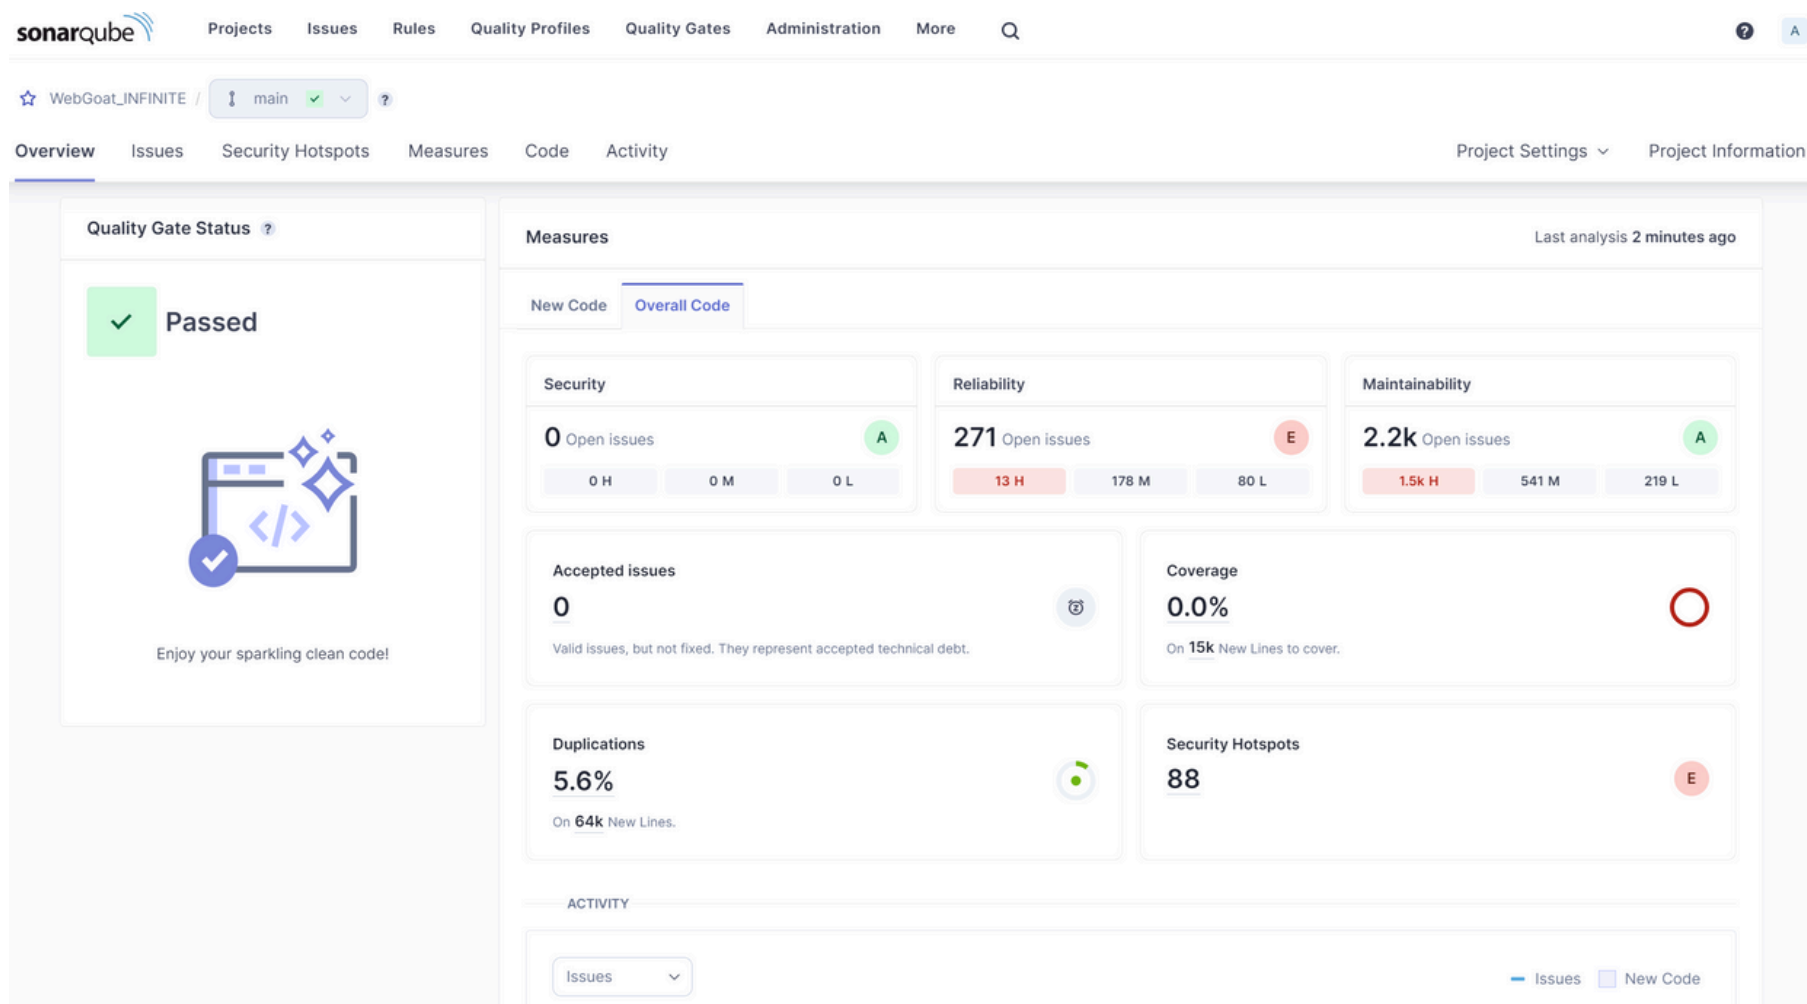 sonarqube Projects Issues Rules Quality Profiles Quality Gates Administration More ? A
WebGoat_INFINITE / main ?
Overview Issues Security Hotspots Measures Code Activity Project Settings Project Information
Quality Gate Status ?
Passed
</>
Enjoy your sparkling clean code!
Measures Last analysis 2 minutes ago
New Code Overall Code
Security
0 Open issues A
0 H 0 M 0 L
Reliability
271 Open issues E
13 H 178 M 80 L
Maintainability
2.2k Open issues A
1.5k H 541 M 219 L
Accepted issues
0
Valid issues, but not fixed. They represent accepted technical debt.
Coverage
0.0%
On 15k New Lines to cover.
Duplications
5.6%
On 64k New Lines.
Security Hotspots
88 E
ACTIVITY
Issues
Issues New Code